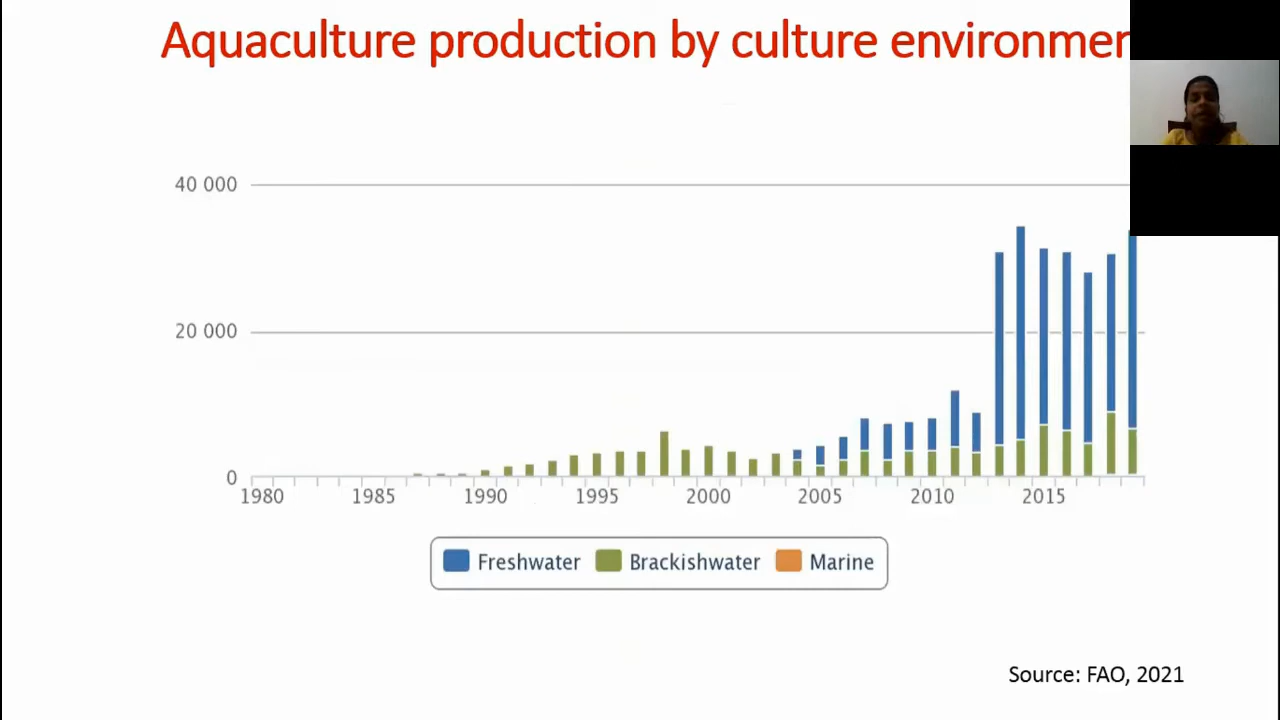 Aquaculture production by culture environmen
40 000
20 000
0
1980 1985 1990 1995 2000 2005 2010 2015
Freshwater Brackishwater Marine
Source: FAO, 2021